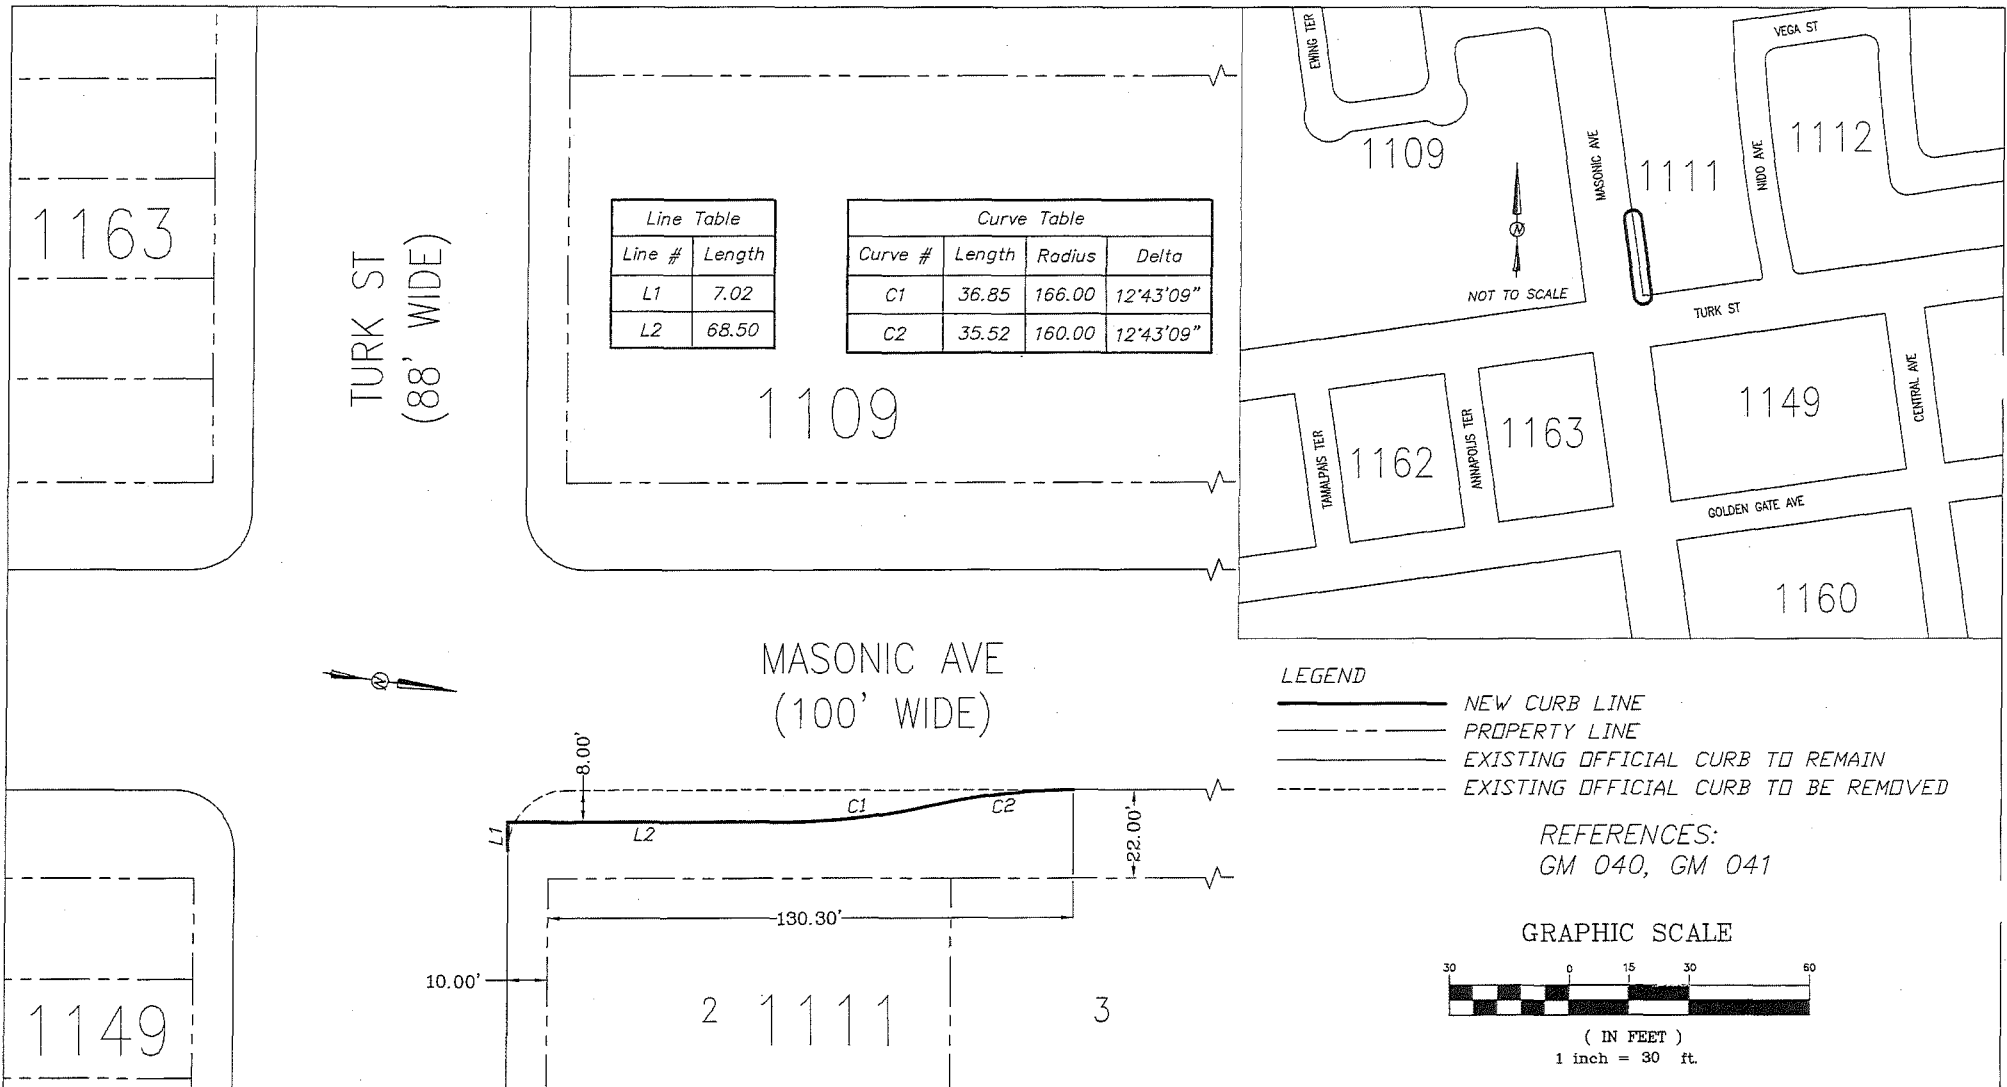 1163
TURK ST
(88' WIDE)
Line Table
Line # Length
L1 7.02
L2 68.50
Curve Table
Curve # Length Radius Delta
C1 36.85 166.00 12°43'09"
C2 35.52 160.00 12°43'09"
1109
MASONIC AVE
(100' WIDE)
N
8.00'
L1
L2
C1
C2
22.00'
130.30'
10.00'
2
1111
3
1149
EWING TER
VEGA ST
1109
MASONIC AVE
1111
NIDO AVE
1112
N
NOT TO SCALE
TURK ST
TAMALPAIS TER
1162
ANNAPOLIS TER
1163
1149
CENTRAL AVE
GOLDEN GATE AVE
1160
LEGEND
NEW CURB LINE
PROPERTY LINE
EXISTING OFFICIAL CURB TO REMAIN
EXISTING OFFICIAL CURB TO BE REMOVED
REFERENCES:
GM 040, GM 041
GRAPHIC SCALE
30 0 15 30 60
( IN FEET )
1 inch = 30 ft.